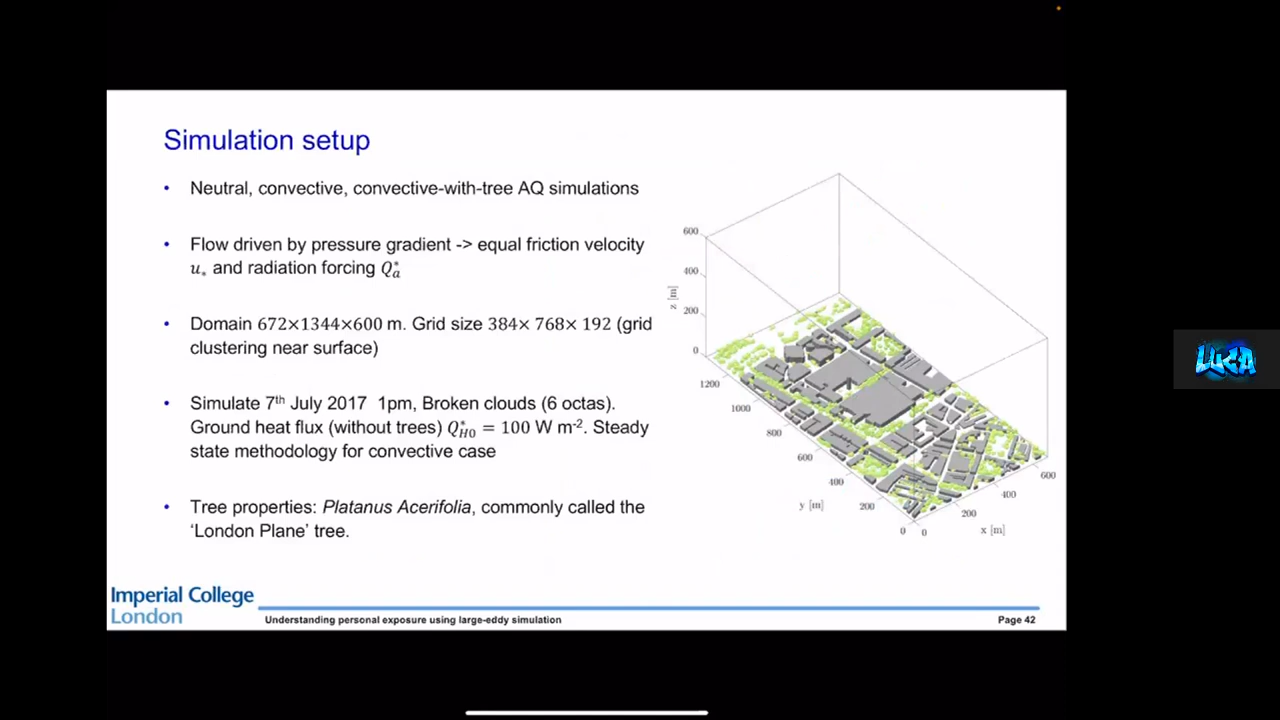 Simulation setup
• Neutral, convective, convective-with-tree AQ simulations
• Flow driven by pressure gradient -> equal friction velocity
u* and radiation forcing Q*a
• Domain 672×1344×600 m. Grid size 384× 768× 192 (grid
clustering near surface)
• Simulate 7th July 2017 1pm, Broken clouds (6 octas).
Ground heat flux (without trees) Q*H0 = 100 W m-2. Steady
state methodology for convective case
• Tree properties: Platanus Acerifolia, commonly called the
‘London Plane’ tree.
600
400
200
0
z [m]
1200
1000
800
600
400
200
0
y [m]
0
200
400
600
x [m]
LUCA
Imperial College
London
Understanding personal exposure using large-eddy simulation
Page 42